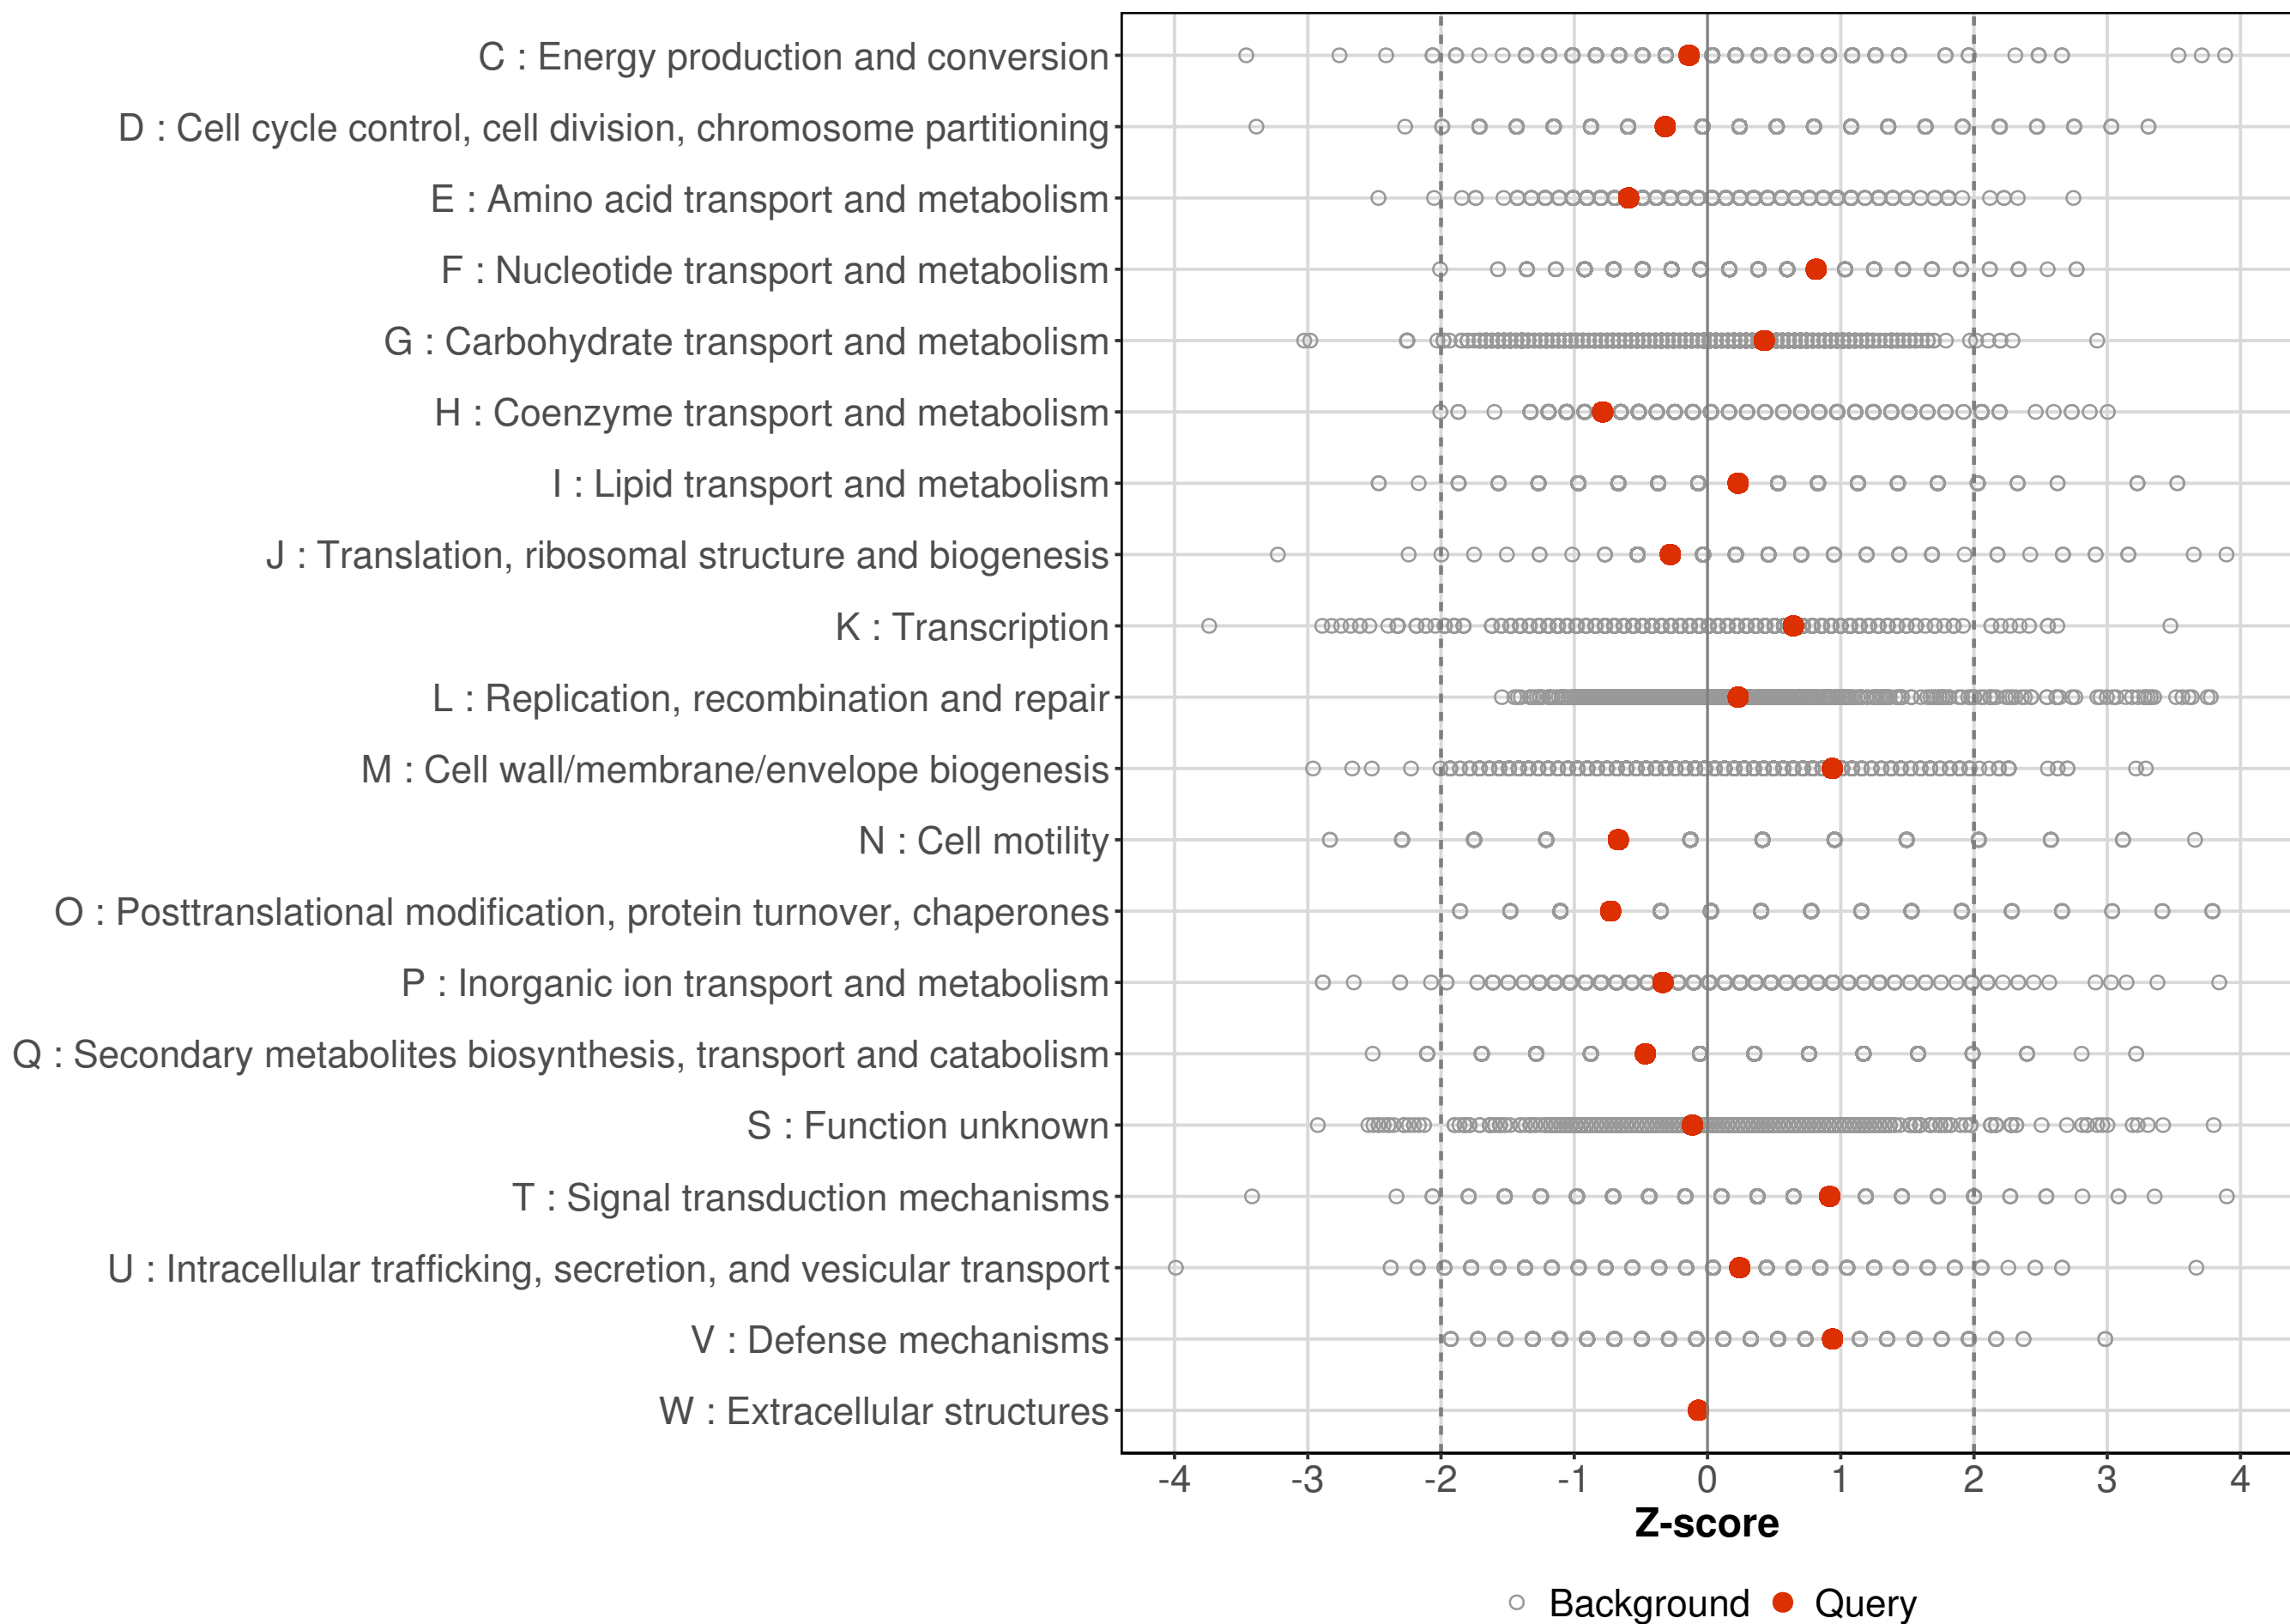 C : Energy production and conversion
D : Cell cycle control, cell division, chromosome partitioning
E : Amino acid transport and metabolism
F : Nucleotide transport and metabolism
G : Carbohydrate transport and metabolism
H : Coenzyme transport and metabolism
I : Lipid transport and metabolism
J : Translation, ribosomal structure and biogenesis
K : Transcription
L : Replication, recombination and repair
M : Cell wall/membrane/envelope biogenesis
N : Cell motility
O : Posttranslational modification, protein turnover, chaperones
P : Inorganic ion transport and metabolism
Q : Secondary metabolites biosynthesis, transport and catabolism
S : Function unknown
T : Signal transduction mechanisms
U : Intracellular trafficking, secretion, and vesicular transport
V : Defense mechanisms
W : Extracellular structures
-4 -3 -2 -1 0 1 2 3 4
Z-score
Background Query